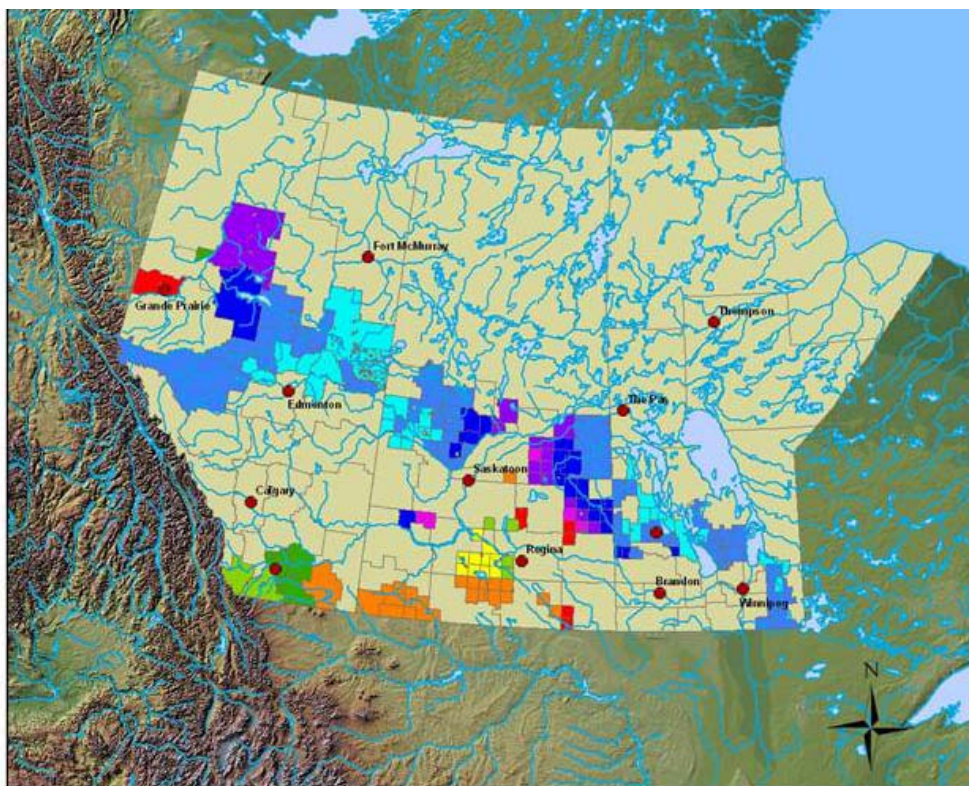 Fort McMurray
Grande Prairie
Thompson
Edmonton
The Pas
Saskatoon
Calgary
Regina
Brandon
Winnipeg
N